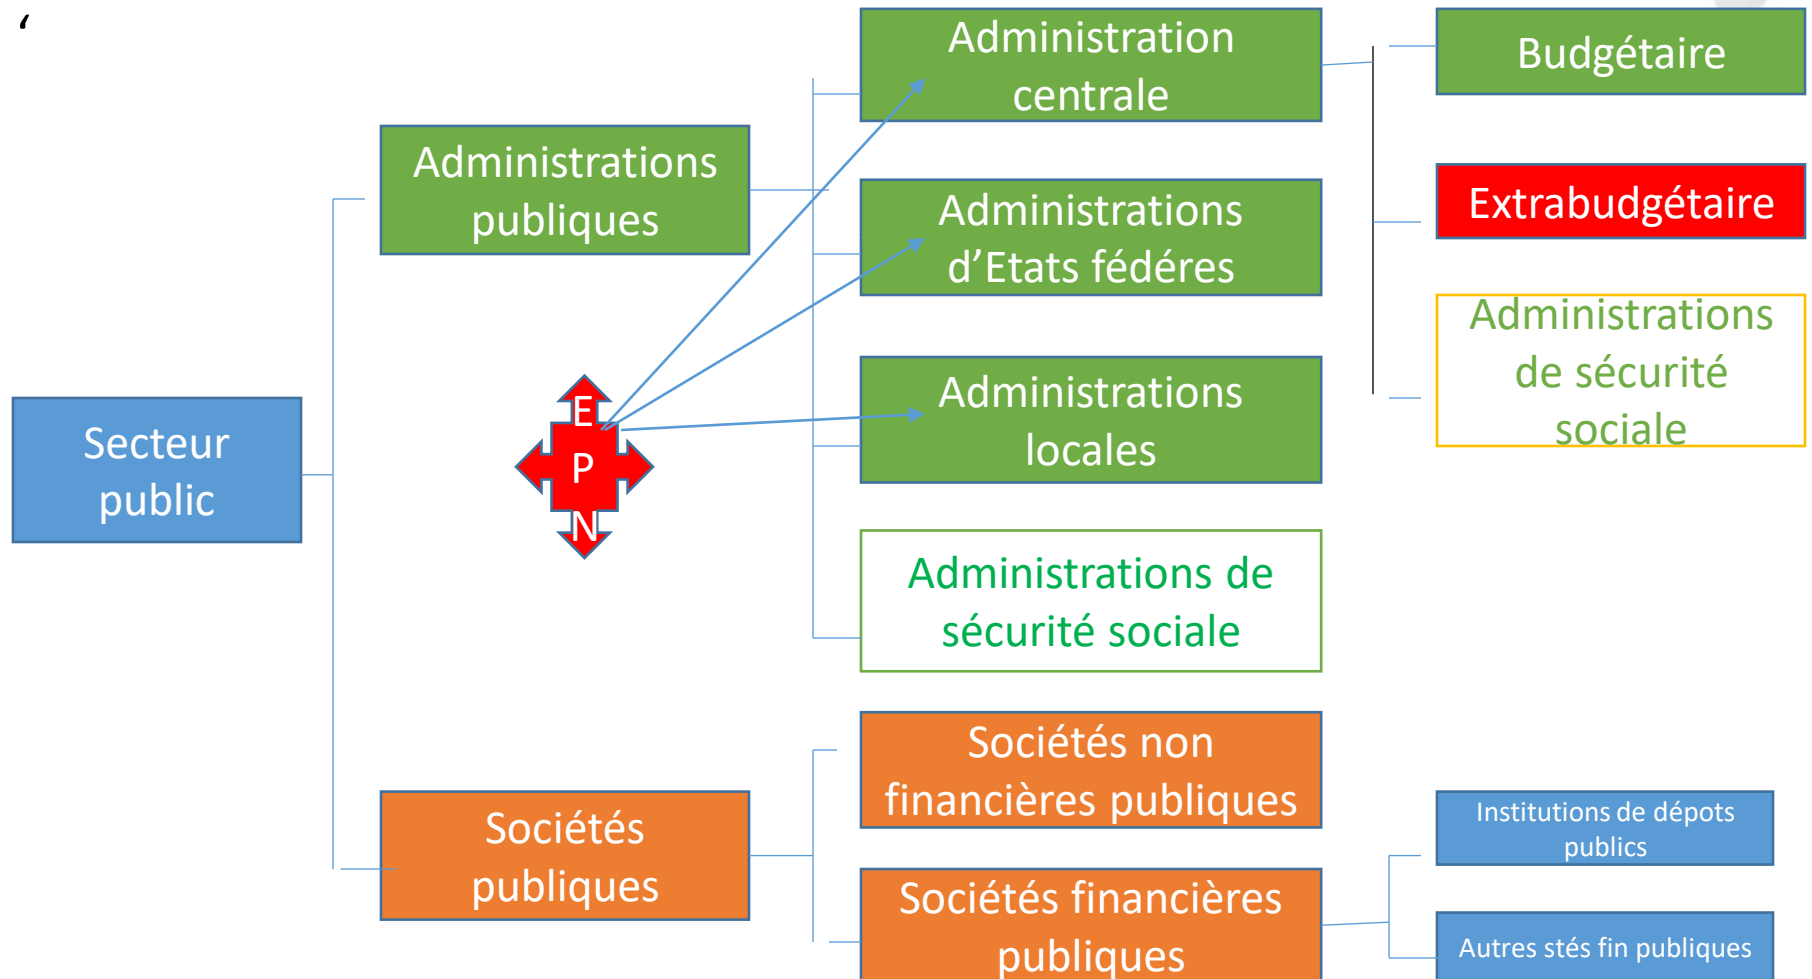 ‘
Secteur
public
Administrations
publiques
E
P
N
Sociétés
publiques
Administration
centrale
Administrations
d’Etats fédéres
Administrations
locales
Administrations de
sécurité sociale
Sociétés non
financières publiques
Sociétés financières
publiques
Budgétaire
Extrabudgétaire
Administrations
de sécurité
sociale
Institutions de dépots
publics
Autres stés fin publiques